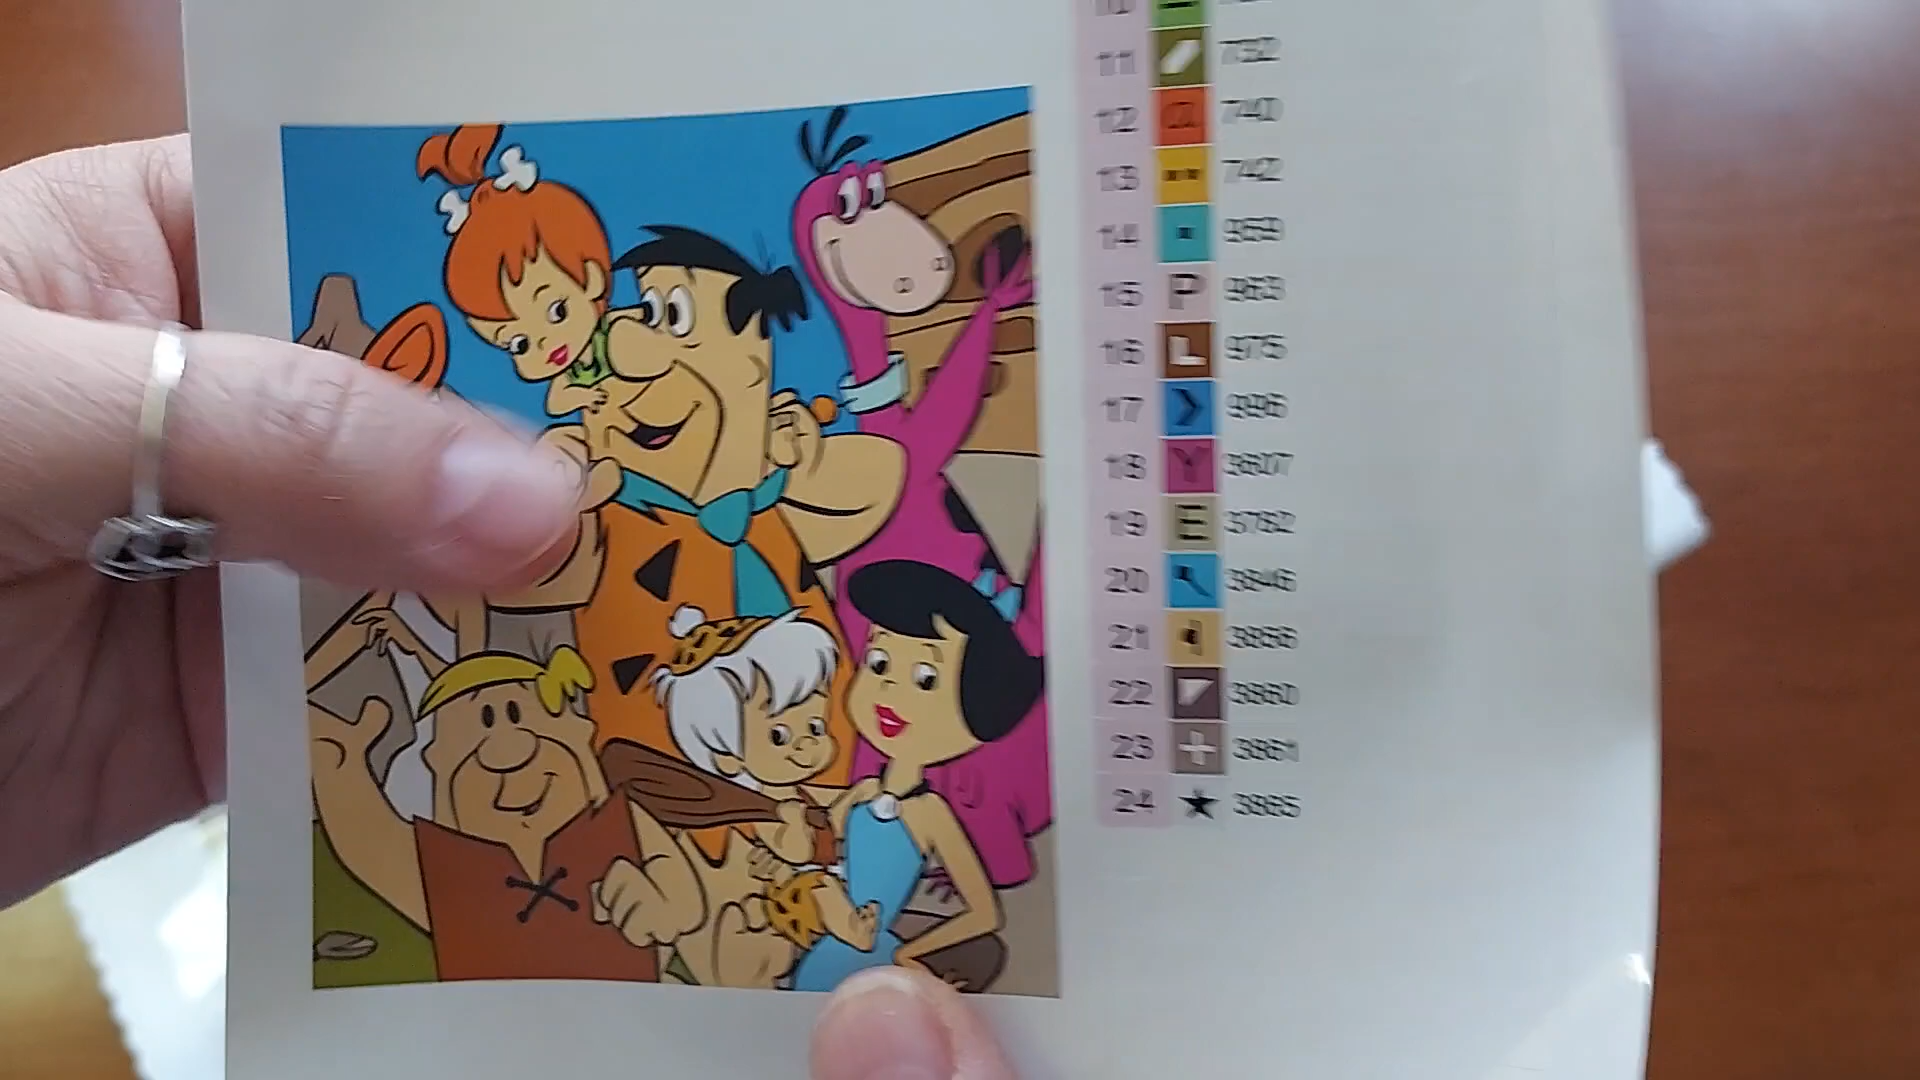 11 732
12 a 740
13 742
14 959
15 P 963
16 L 975
17 996
18 Y 3607
19 E 3782
20 3846
21 3856
22 3860
23 + 3861
24 ★ 3865